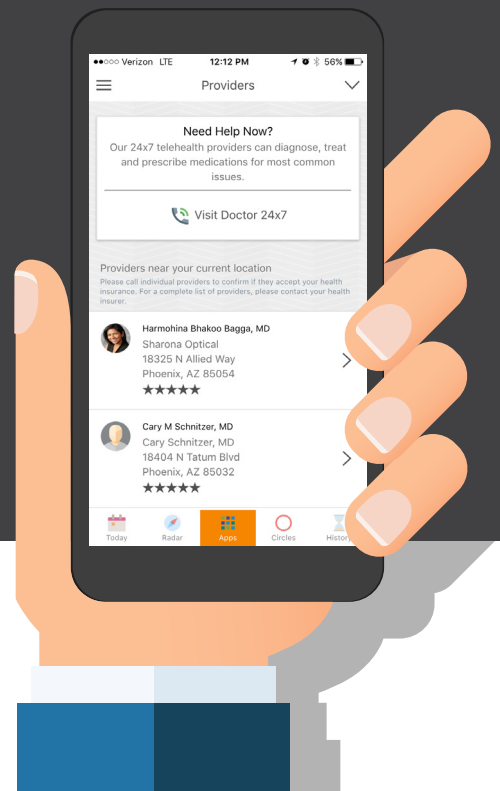 Verizon LTE 12:12 PM 56%
Providers
Need Help Now?
Our 24x7 telehealth providers can diagnose, treat
and prescribe medications for most common
issues.
Visit Doctor 24x7
Providers near your current location
Please call individual providers to confirm if they accept your health
insurance. For a complete list of providers, please contact your health
insurer.
Harmohina Bhakoo Bagga, MD
Sharona Optical
18325 N Allied Way
Phoenix, AZ 85054
★★★★★
Cary M Schnitzer, MD
Cary Schnitzer, MD
18404 N Tatum Blvd
Phoenix, AZ 85032
★★★★★
Today Radar Apps Circles History